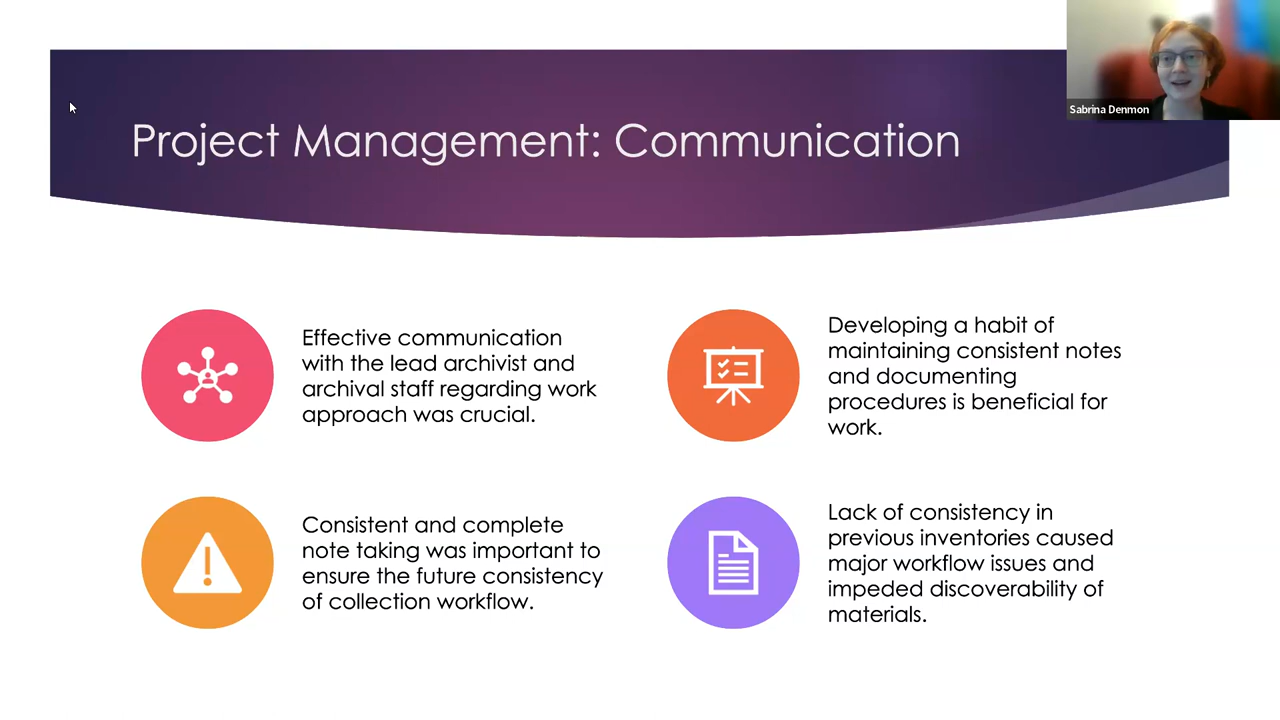 Sabrina Denmon
Project Management: Communication
Effective communication
with the lead archivist and
archival staff regarding work
approach was crucial.
Developing a habit of
maintaining consistent notes
and documenting
procedures is beneficial for
work.
Consistent and complete
note taking was important to
ensure the future consistency
of collection workflow.
Lack of consistency in
previous inventories caused
major workflow issues and
impeded discoverability of
materials.